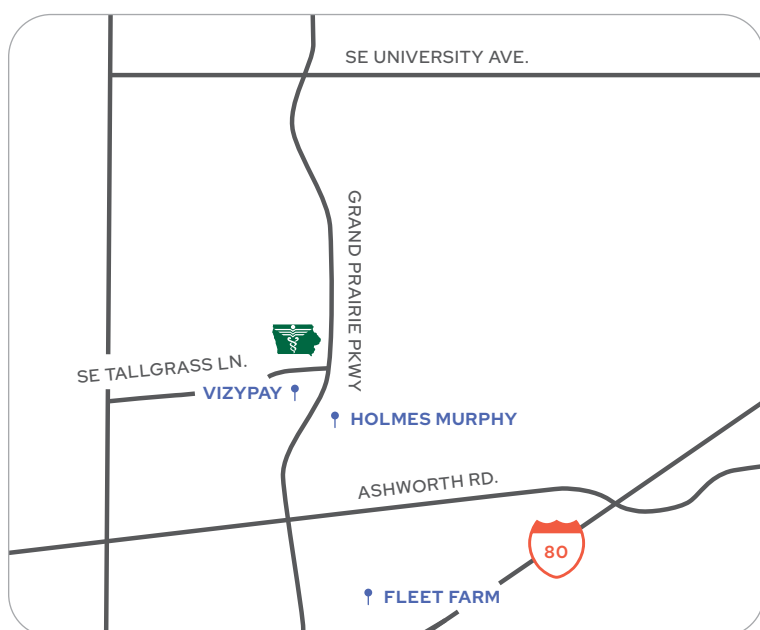 SE UNIVERSITY AVE.
GRAND PRAIRIE PKWY
SE TALLGRASS LN.
VIZYPAY
HOLMES MURPHY
ASHWORTH RD.
80
FLEET FARM